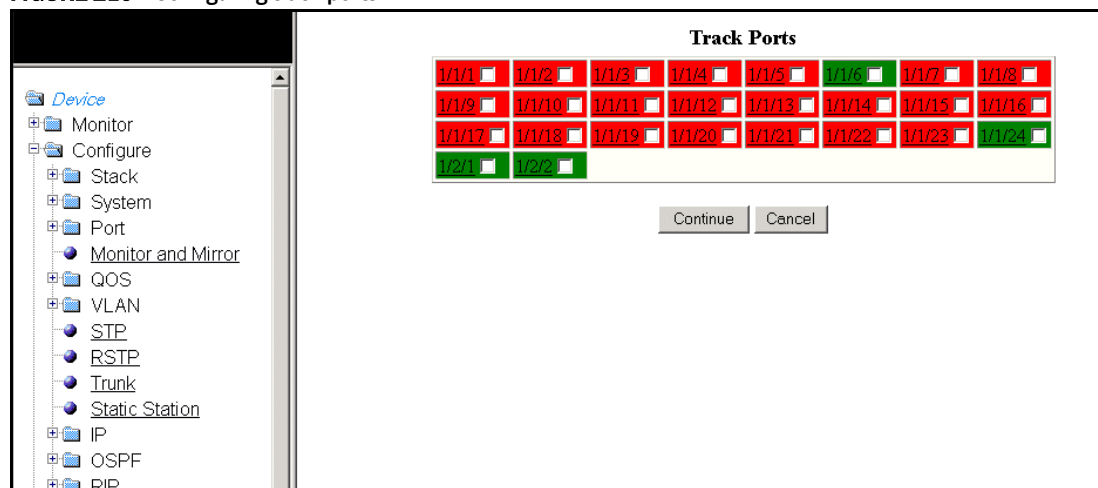 Track Ports
1/1/1 1/1/2 1/1/3 1/1/4 1/1/5 1/1/6 1/1/7 1/1/8
1/1/9 1/1/10 1/1/11 1/1/12 1/1/13 1/1/14 1/1/15 1/1/16
1/1/17 1/1/18 1/1/19 1/1/20 1/1/21 1/1/22 1/1/23 1/1/24
1/2/1 1/2/2
Continue Cancel
Device
Monitor
Configure
Stack
System
Port
Monitor and Mirror
QOS
VLAN
STP
RSTP
Trunk
Static Station
IP
OSPF
RIP